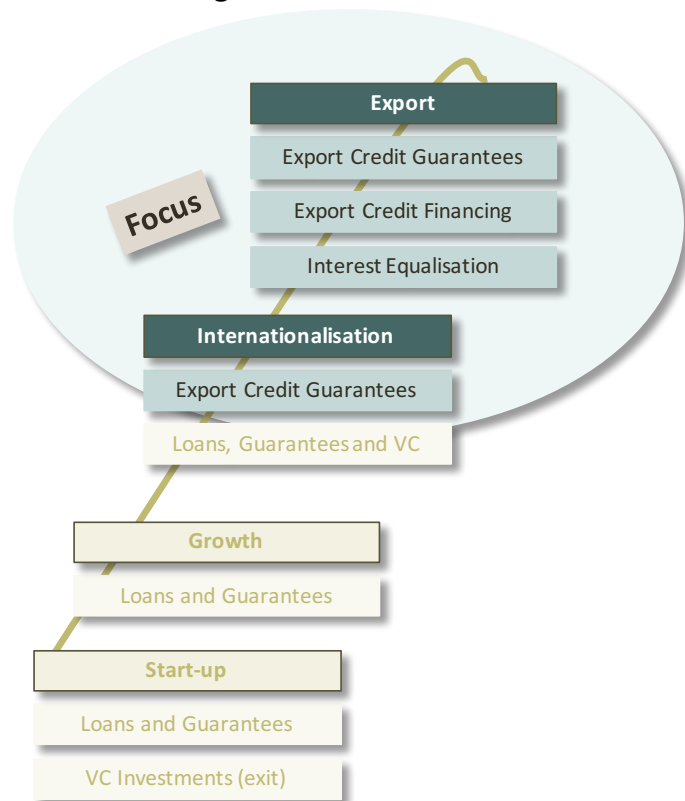 Export
Export Credit Guarantees
Focus
Export Credit Financing
Interest Equalisation
Internationalisation
Export Credit Guarantees
Loans, Guarantees and VC
Growth
Loans and Guarantees
Start-up
Loans and Guarantees
VC Investments (exit)